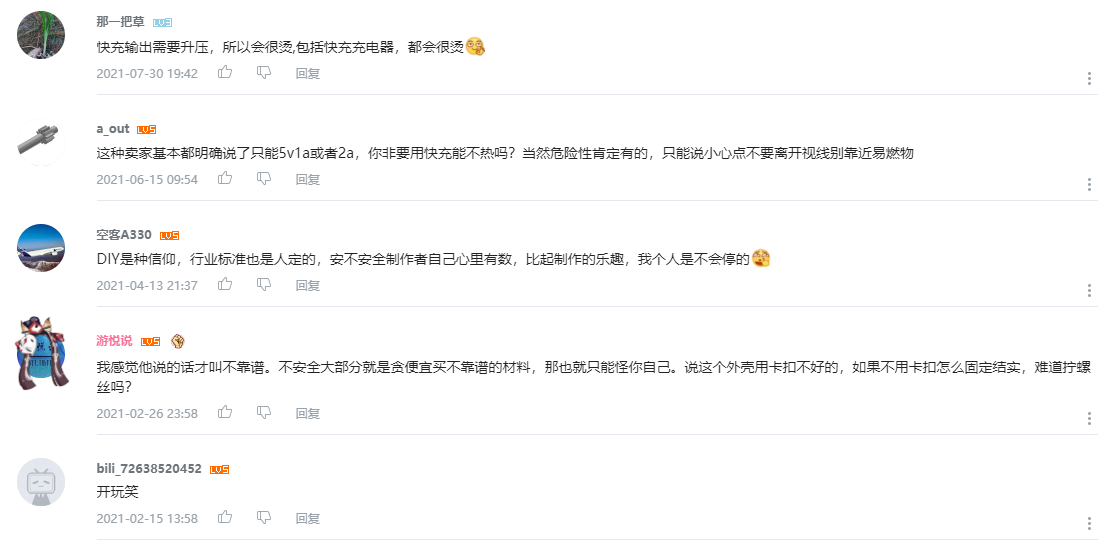 那一把草 LV3
快充输出需要升压，所以会很烫,包括快充充电器，都会很烫
2021-07-30 19:42 回复
a_out LV5
这种卖家基本都明确说了只能5v1a或者2a，你非要用快充能不热吗？当然危险性肯定有的，只能说小心点不要离开视线别靠近易燃物
2021-06-15 09:54 回复
空客A330 LV5
DIY是种信仰，行业标准也是人定的，安不安全制作者自己心里有数，比起制作的乐趣，我个人是不会停的
2021-04-13 21:37 回复
游悦说 LV5
我感觉他说的话才叫不靠谱。不安全大部分就是贪便宜买不靠谱的材料，那也就只能怪你自己。说这个外壳用卡扣不好的，如果不用卡扣怎么固定结实，难道拧螺
丝吗？
2021-02-26 23:58 回复
bili_72638520452 LV5
开玩笑
2021-02-15 13:58 回复